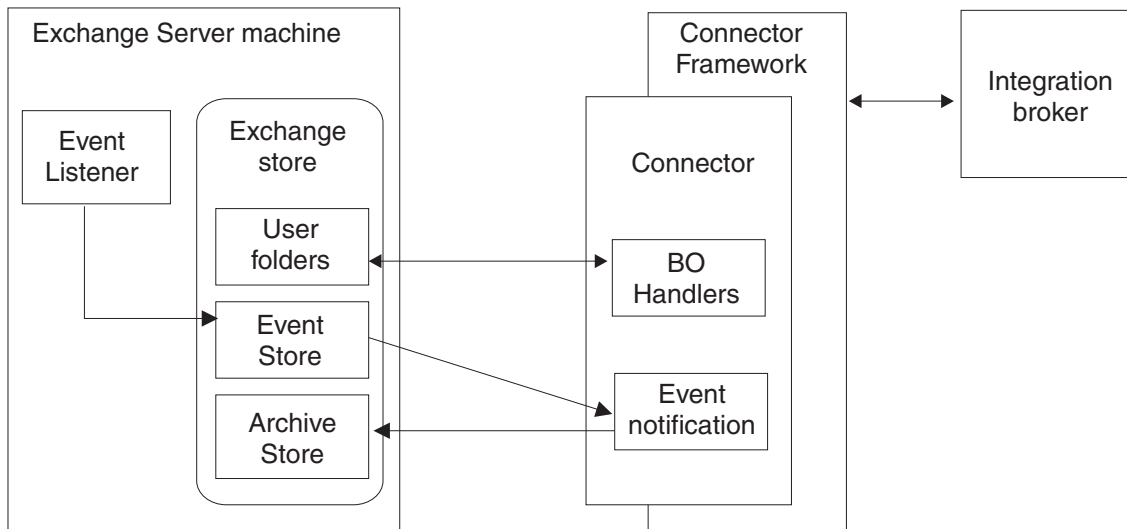 Exchange Server machine
Event
Listener
Exchange
store
User
folders
Event
Store
Archive
Store
Connector
Framework
Connector
BO
Handlers
Event
notification
Integration
broker